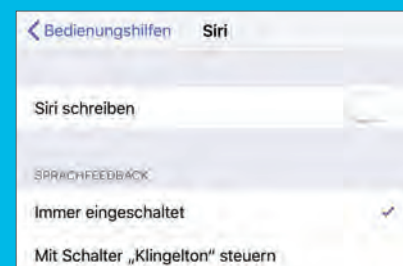 Bedienungshilfen Siri
Siri schreiben
SPRACHFEEDBACK
Immer eingeschaltet
Mit Schalter „Klingelton“ steuern